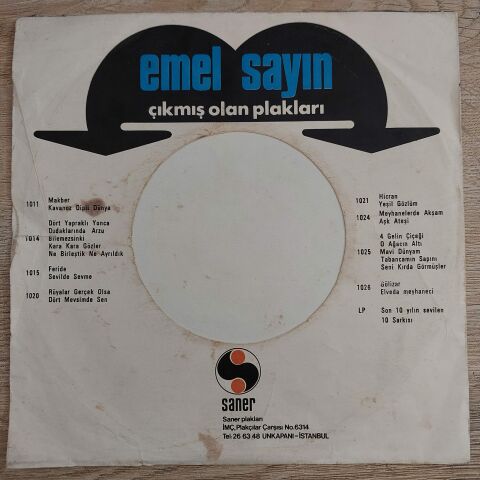 emel sayın
çıkmış olan plakları
1011 Makber
Kavanoz Dipli Dünya
Dört Yapraklı Yonca
Dudaklarında Arzu
1014 Bilemezsinki
Kara Kara Gözler
Ne Birleştik Ne Ayrıldık
1015 Feride
Sevilde Sevme
1020 Rüyalar Gerçek Olsa
Dört Mevsimde Sen
1021 Hicran
Yeşil Gözlüm
1024 Meyhanelerde Akşam
Aşk Ateşi
4 Gelin Çiçeği
O Ağacın Altı
1025 Mavi Dünyam
Tabancamın Sapını
Seni Kırda Görmüşler
1026 Gülizar
Elveda meyhaneci
LP Son 10 yılın sevilen
10 Şarkısı
saner
Saner plakları
İMÇ, Plakçılar Çarşısı No.6314
Tel: 26 63 48 UNKAPANI-İSTANBUL